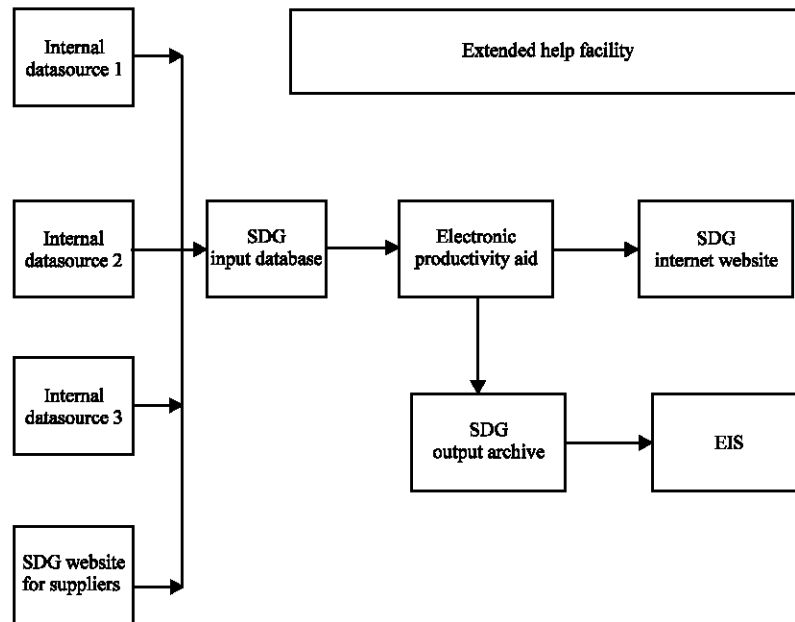 Internal
datasource 1
Extended help facility
Internal
datasource 2
SDG
input database
Electronic
productivity aid
SDG
internet website
Internal
datasource 3
SDG
output archive
EIS
SDG website
for suppliers